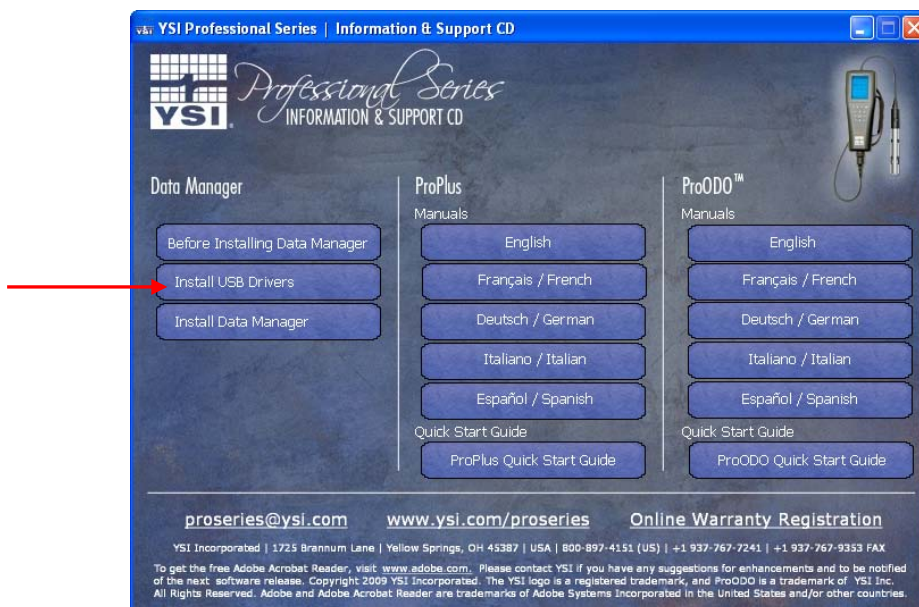 YSI Professional Series | Information & Support CD
YSI
Professional Series
INFORMATION & SUPPORT CD
Data Manager
Before Installing Data Manager
Install USB Drivers
Install Data Manager
ProPlus
Manuals
English
Français / French
Deutsch / German
Italiano / Italian
Español / Spanish
Quick Start Guide
ProPlus Quick Start Guide
ProODO™
Manuals
English
Français / French
Deutsch / German
Italiano / Italian
Español / Spanish
Quick Start Guide
ProODO Quick Start Guide
proseries@ysi.com www.ysi.com/proseries Online Warranty Registration
YSI Incorporated | 1725 Brannum Lane | Yellow Springs, OH 45387 | USA | 800-897-4151 (US) | +1 937-767-7241 | +1 937-767-9353 FAX
To get the free Adobe Acrobat Reader, visit www.adobe.com. Please contact YSI if you have any suggestions for enhancements and to be notified
of the next software release. Copyright 2009 YSI Incorporated. The YSI logo is a registered trademark, and ProODO is a trademark of YSI Inc.
All Rights Reserved. Adobe and Adobe Acrobat Reader are trademarks of Adobe Systems Incorporated in the United States and/or other countries.